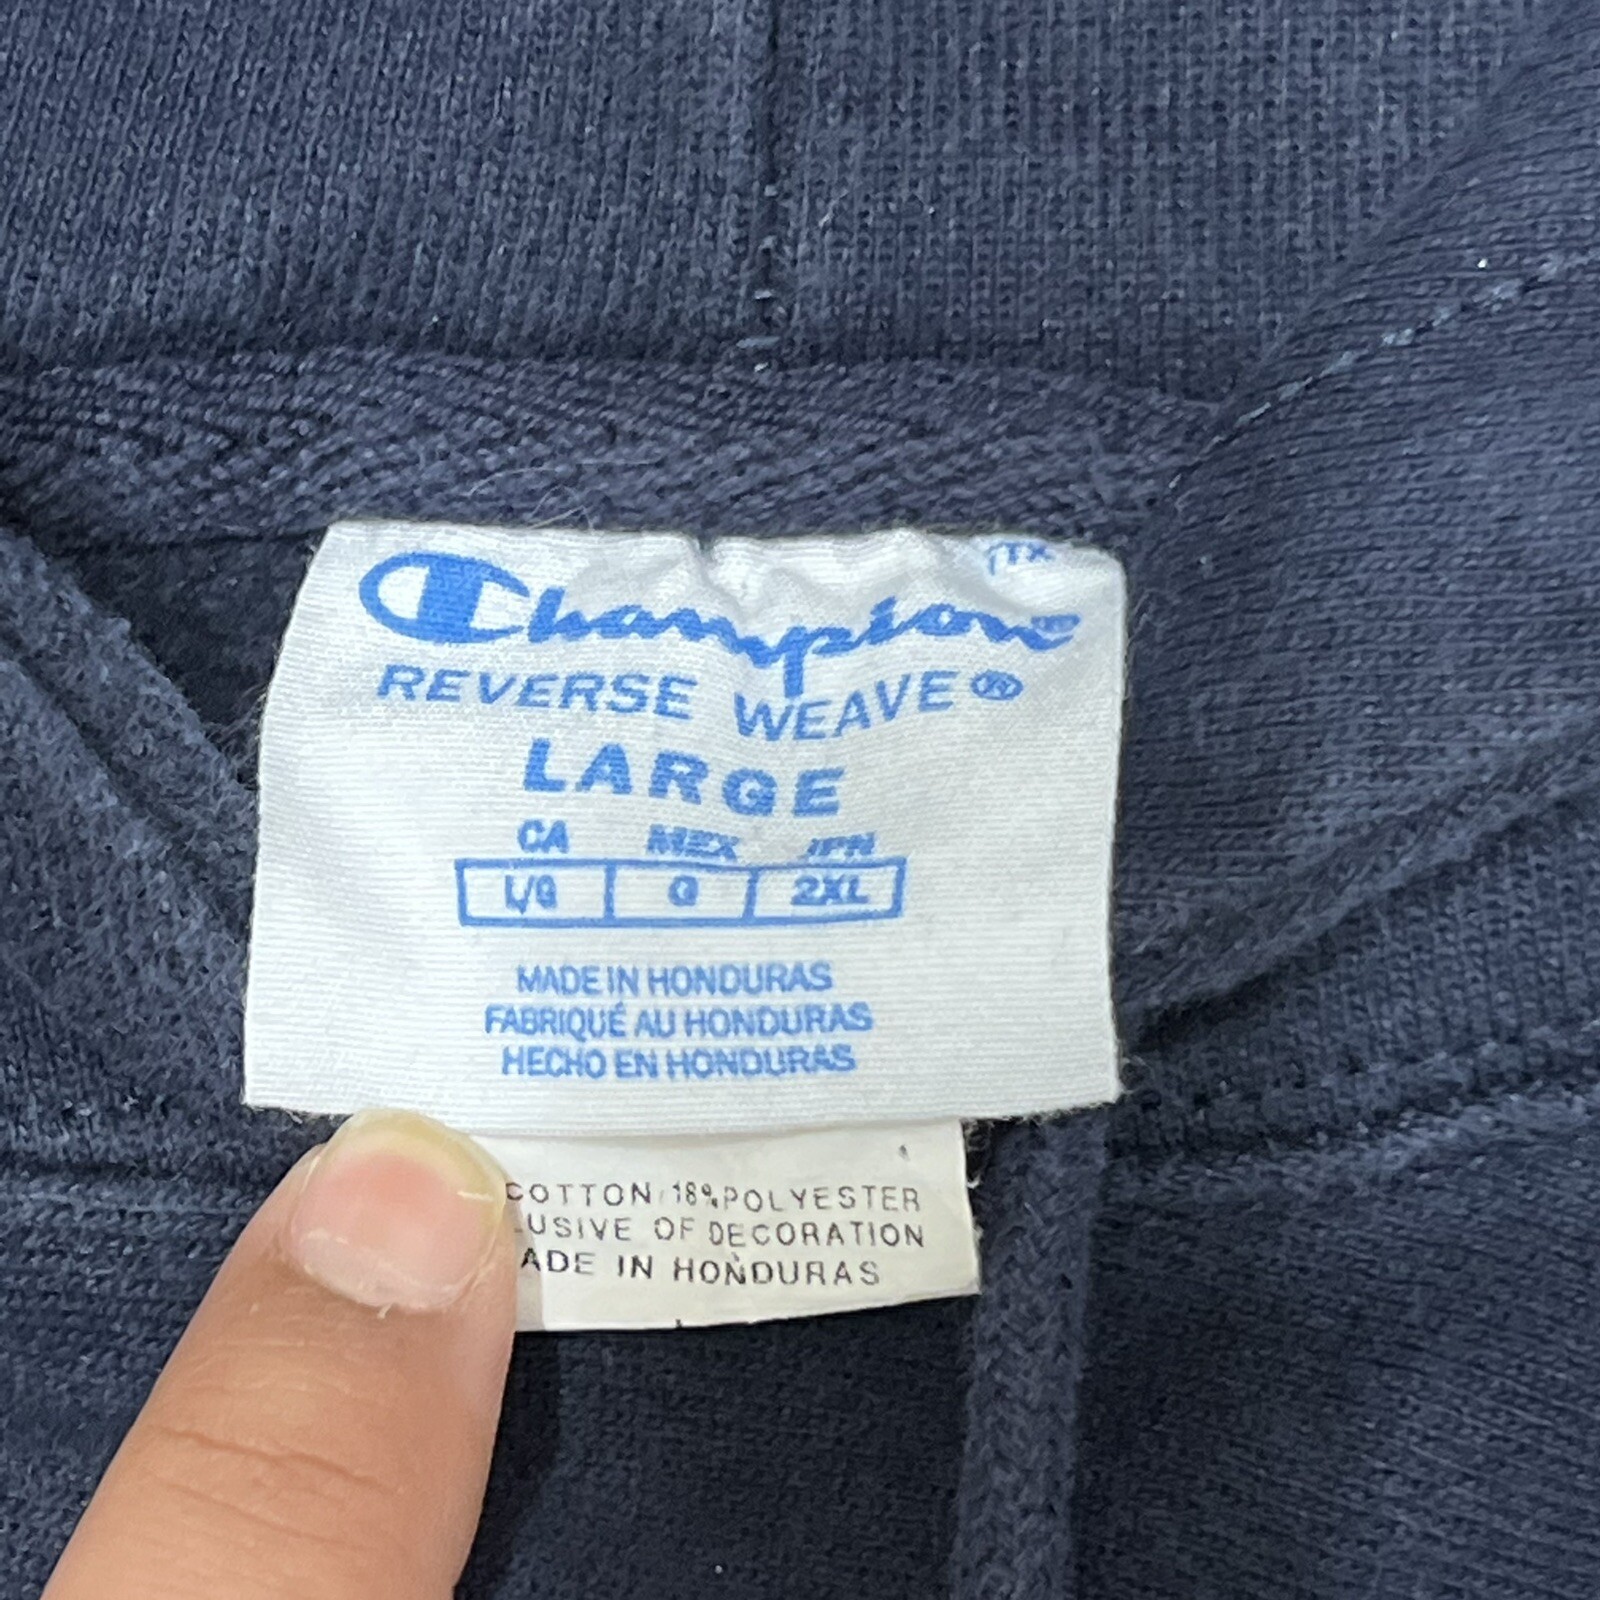 Champion
REVERSE WEAVE®
LARGE
CA MEX JPN
L/G G 2XL
MADE IN HONDURAS
FABRIQUÉ AU HONDURAS
HECHO EN HONDURAS
COTTON 18% POLYESTER
LUSIVE OF DECORATION
ADE IN HONDURAS